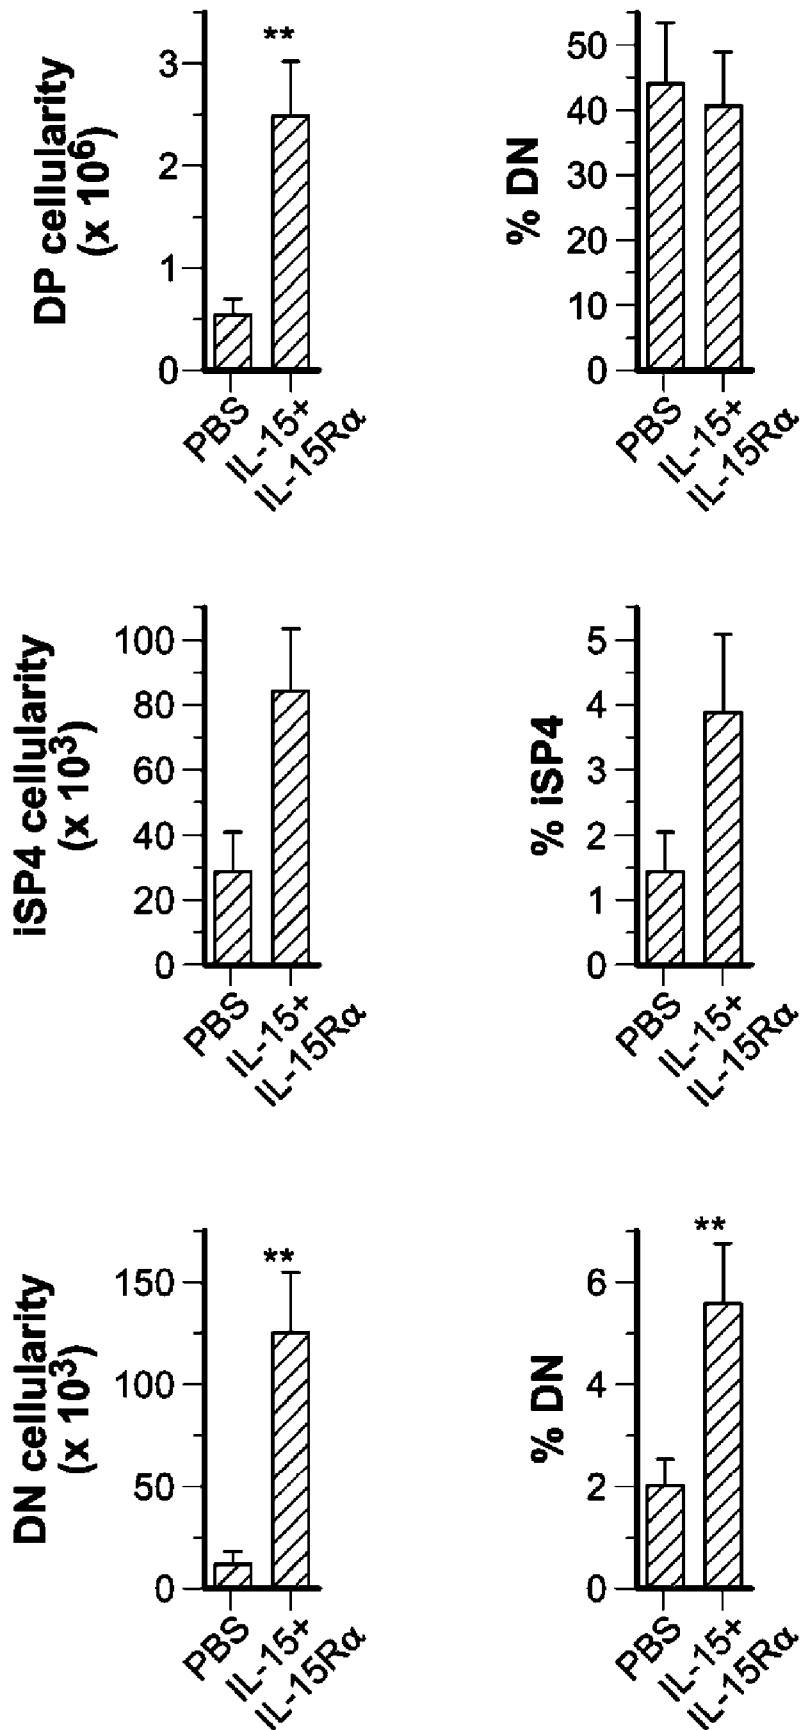 DP cellularity
(x 10⁶)
**
3
2
1
0
PBS
IL-15+
IL-15Rα
% DN
50
40
30
20
10
0
PBS
IL-15+
IL-15Rα
iSP4 cellularity
(x 10³)
100
80
60
40
20
0
PBS
IL-15+
IL-15Rα
% iSP4
5
4
3
2
1
0
PBS
IL-15+
IL-15Rα
DN cellularity
(x 10³)
**
150
100
50
0
PBS
IL-15+
IL-15Rα
% DN
**
6
4
2
0
PBS
IL-15+
IL-15Rα